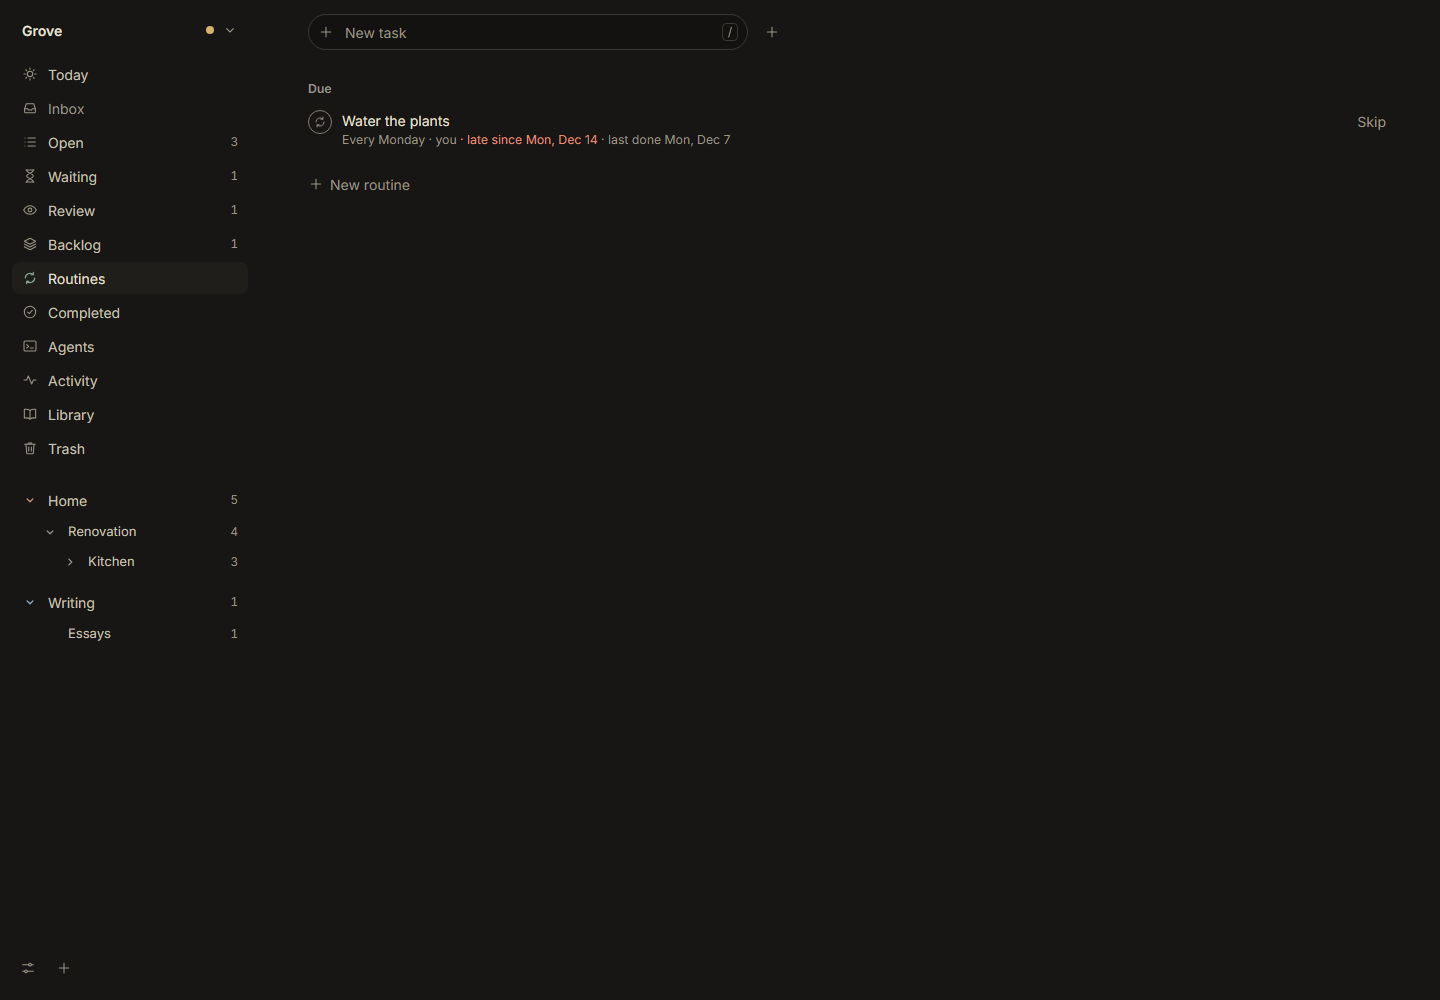 Grove
Today
Inbox
Open 3
Waiting 1
Review 1
Backlog 1
Routines
Completed
Agents
Activity
Library
Trash
Home 5
Renovation 4
Kitchen 3
Writing 1
Essays 1
New task /
Due
Water the plants
Every Monday · you · late since Mon, Dec 14 · last done Mon, Dec 7
Skip
New routine